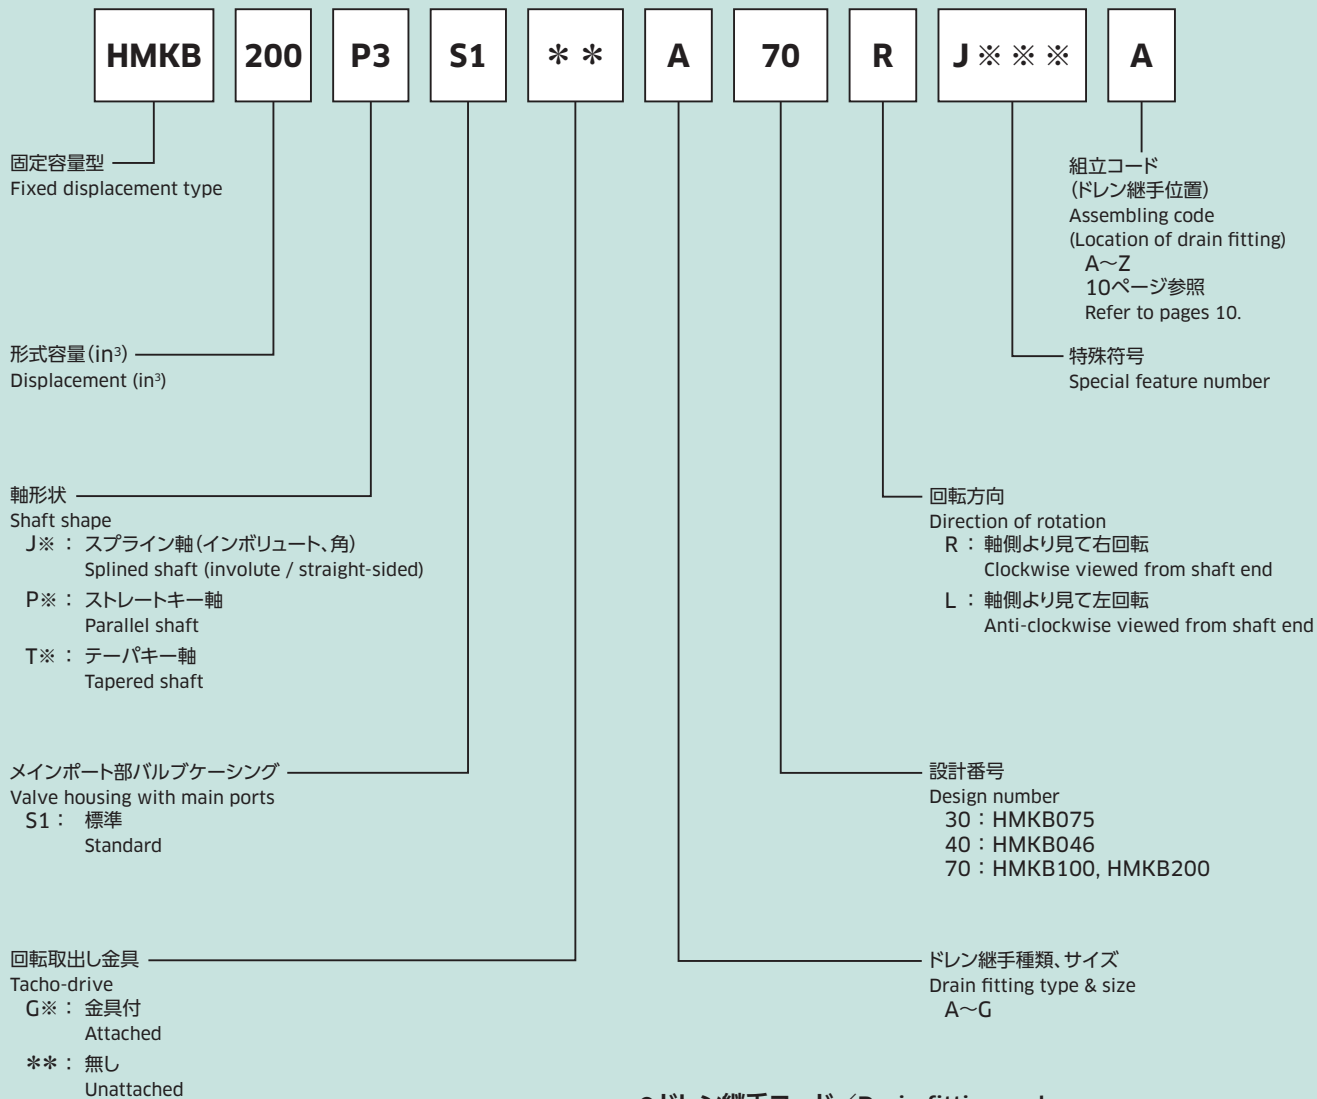 HMKB 200 P3 S1 ＊＊ A 70 R J※※※ A
固定容量型
Fixed displacement type
形式容量（in³）
Displacement (in³)
軸形状
Shaft shape
J※： スプライン軸（インボリュート、角）
Splined shaft (involute / straight-sided)
P※： ストレートキー軸
Parallel shaft
T※： テーパキー軸
Tapered shaft
メインポート部バルブケーシング
Valve housing with main ports
S1： 標準
Standard
回転取出し金具
Tacho-drive
G※： 金具付
Attached
＊＊： 無し
Unattached
組立コード
（ドレン継手位置）
Assembling code
(Location of drain fitting)
A～Z
10ページ参照
Refer to pages 10.
特殊符号
Special feature number
回転方向
Direction of rotation
R： 軸側より見て右回転
Clockwise viewed from shaft end
L： 軸側より見て左回転
Anti-clockwise viewed from shaft end
設計番号
Design number
30：HMKB075
40：HMKB046
70：HMKB100, HMKB200
ドレン継手種類、サイズ
Drain fitting type & size
A～G